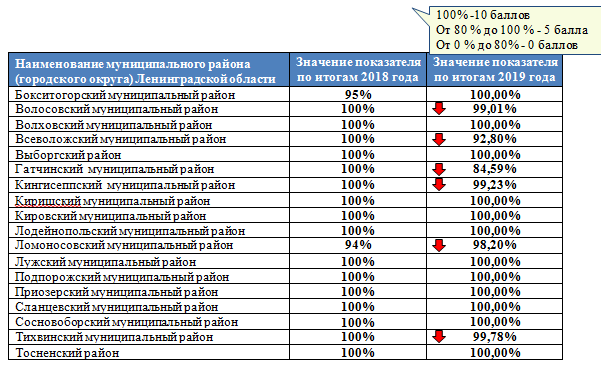 100% -10 баллов
От 80 % до 100 % - 5 балла
От 0 % до 80% - 0 баллов
Наименование муниципального района (городского округа) Ленинградской области
Значение показателя по итогам 2018 года
Значение показателя по итогам 2019 года
Бокситогорский муниципальный район 95% 100,00%
Волосовский муниципальный район 100% 99,01%
Волховский муниципальный район 100% 100,00%
Всеволожский муниципальный район 100% 92,80%
Выборгский район 100% 100,00%
Гатчинский муниципальный район 100% 84,59%
Кингисеппский муниципальный район 100% 99,23%
Киришский муниципальный район 100% 100,00%
Кировский муниципальный район 100% 100,00%
Лодейнопольский муниципальный район 100% 100,00%
Ломоносовский муниципальный район 94% 98,20%
Лужский муниципальный район 100% 100,00%
Подпорожский муниципальный район 100% 100,00%
Приозерский муниципальный район 100% 100,00%
Сланцевский муниципальный район 100% 100,00%
Сосновоборский муниципальный район 100% 100,00%
Тихвинский муниципальный район 100% 99,78%
Тосненский район 100% 100,00%